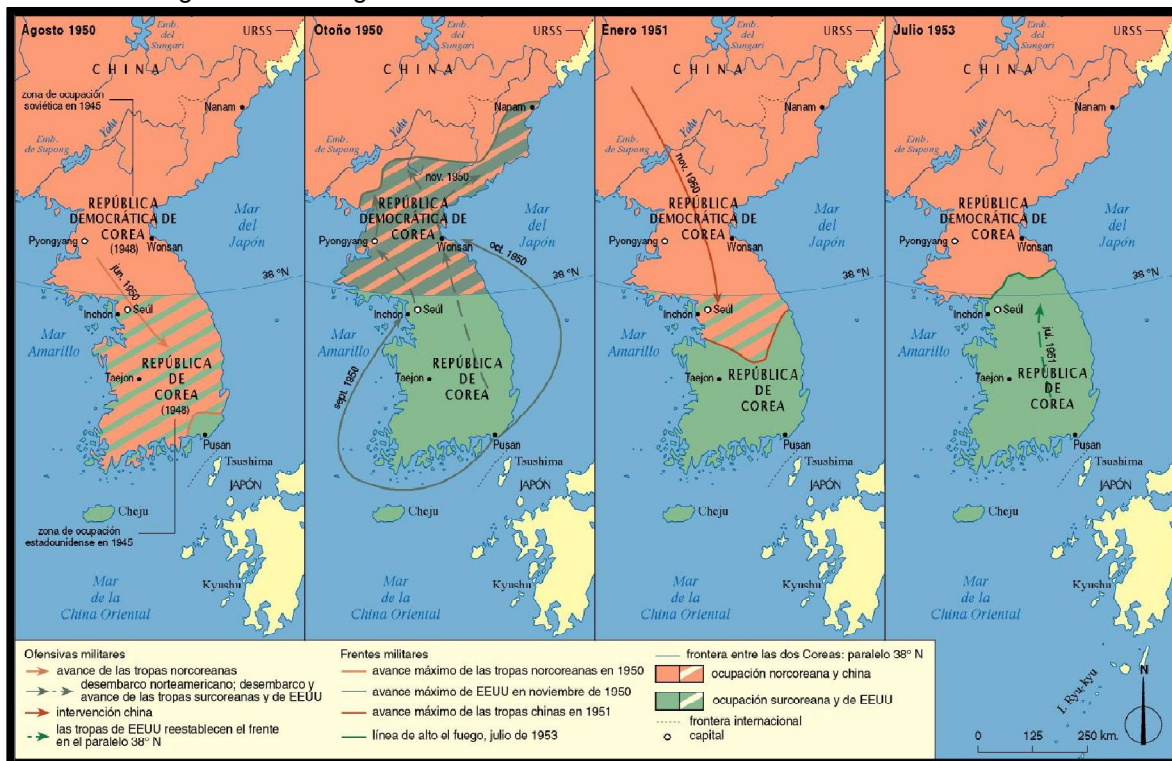 Agosto 1950
URSS
Emb.
del
Sungari
CHINA
zona de ocupación
soviética en 1945
Nanam
Yalu
Emb.
de Supong
REPÚBLICA
DEMOCRÁTICA DE
COREA
(1948)
Pyongyang
Wonsan
Mar
del
Japón
jun. 1950
38 °N
Inchon
Seúl
Mar
Amarillo
REPÚBLICA
DE
COREA
(1948)
Taejon
Pusan
Tsushima
JAPÓN
Cheju
zona de ocupación
estadounidense en 1945
Kyushu
Mar
de la
China Oriental
Otoño 1950
URSS
Emb.
del
Sungari
CHINA
Nanam
Yalu
Emb.
de Supong
nov. 1950
REPÚBLICA
DEMOCRÁTICA DE
COREA
Pyongyang
Wonsan
oct. 1950
Mar
del
Japón
38 °N
Inchon
Seúl
Mar
Amarillo
REPÚBLICA
DE
COREA
Taejon
sept. 1950
Pusan
Tsushima
JAPÓN
Cheju
Kyushu
Mar
de la
China Oriental
Enero 1951
URSS
Emb.
del
Sungari
CHINA
Nanam
Yalu
Emb.
de Supong
nov. 1950
REPÚBLICA
DEMOCRÁTICA DE
COREA
Pyongyang
Wonsan
Mar
del
Japón
38 °N
Inchon
Seúl
Mar
Amarillo
REPÚBLICA
DE
COREA
Taejon
Pusan
Tsushima
JAPÓN
Cheju
Kyushu
Mar
de la
China Oriental
Julio 1953
URSS
Emb.
del
Sungari
CHINA
Nanam
Yalu
Emb.
de Supong
REPÚBLICA
DEMOCRÁTICA DE
COREA
Pyongyang
Wonsan
Mar
del
Japón
38 °N
Inchon
Seúl
Mar
Amarillo
jul. 1951
REPÚBLICA
DE
COREA
Taejon
Pusan
Tsushima
JAPÓN
Cheju
Kyushu
Mar
de la
China Oriental
I. Ryu-kyu
N
0 125 250 km.
Ofensivas militares
avance de las tropas norcoreanas
desembarco norteamericano; desembarco y
avance de las tropas surcoreanas y de EEUU
intervención china
las tropas de EEUU reestablecen el frente
en el paralelo 38° N
Frentes militares
avance máximo de las tropas norcoreanas en 1950
avance máximo de EEUU en noviembre de 1950
avance máximo de las tropas chinas en 1951
línea de alto el fuego, julio de 1953
frontera entre las dos Coreas: paralelo 38° N
ocupación norcoreana y china
ocupación surcoreana y de EEUU
frontera internacional
capital